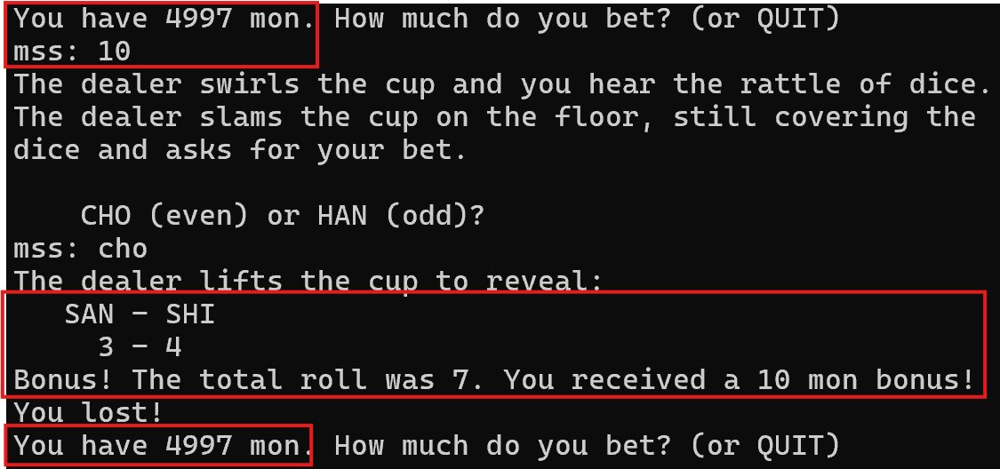 You have 4997 mon. How much do you bet? (or QUIT)
mss: 10
The dealer swirls the cup and you hear the rattle of dice.
The dealer slams the cup on the floor, still covering the
dice and asks for your bet.
CHO (even) or HAN (odd)?
mss: cho
The dealer lifts the cup to reveal:
SAN – SHI
3 – 4
Bonus! The total roll was 7. You received a 10 mon bonus!
You lost!
You have 4997 mon. How much do you bet? (or QUIT)